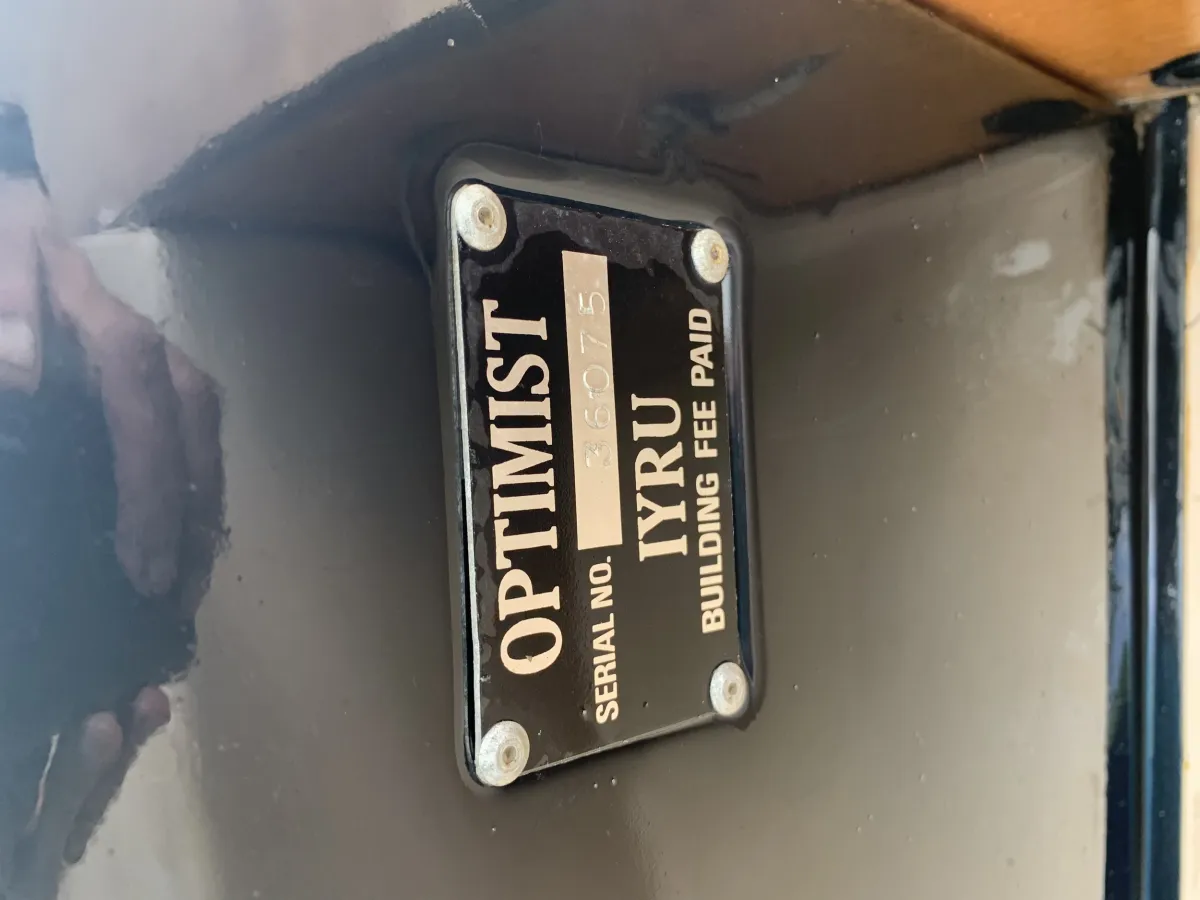 OPTIMIST
SERIAL NO. 36075
IYRU
BUILDING FEE PAID